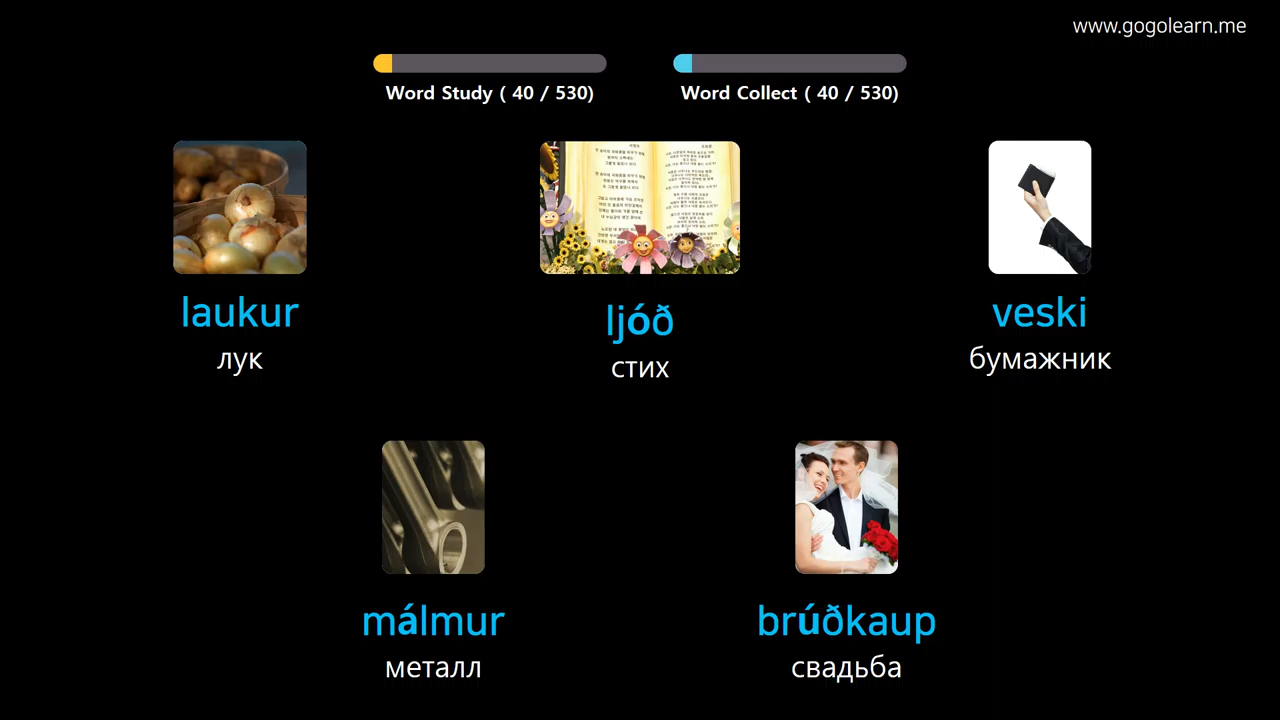 www.gogolearn.me
Word Study ( 40 / 530)
Word Collect ( 40 / 530)
laukur
лук
ljóð
стих
veski
бумажник
málmur
металл
brúðkaup
свадьба